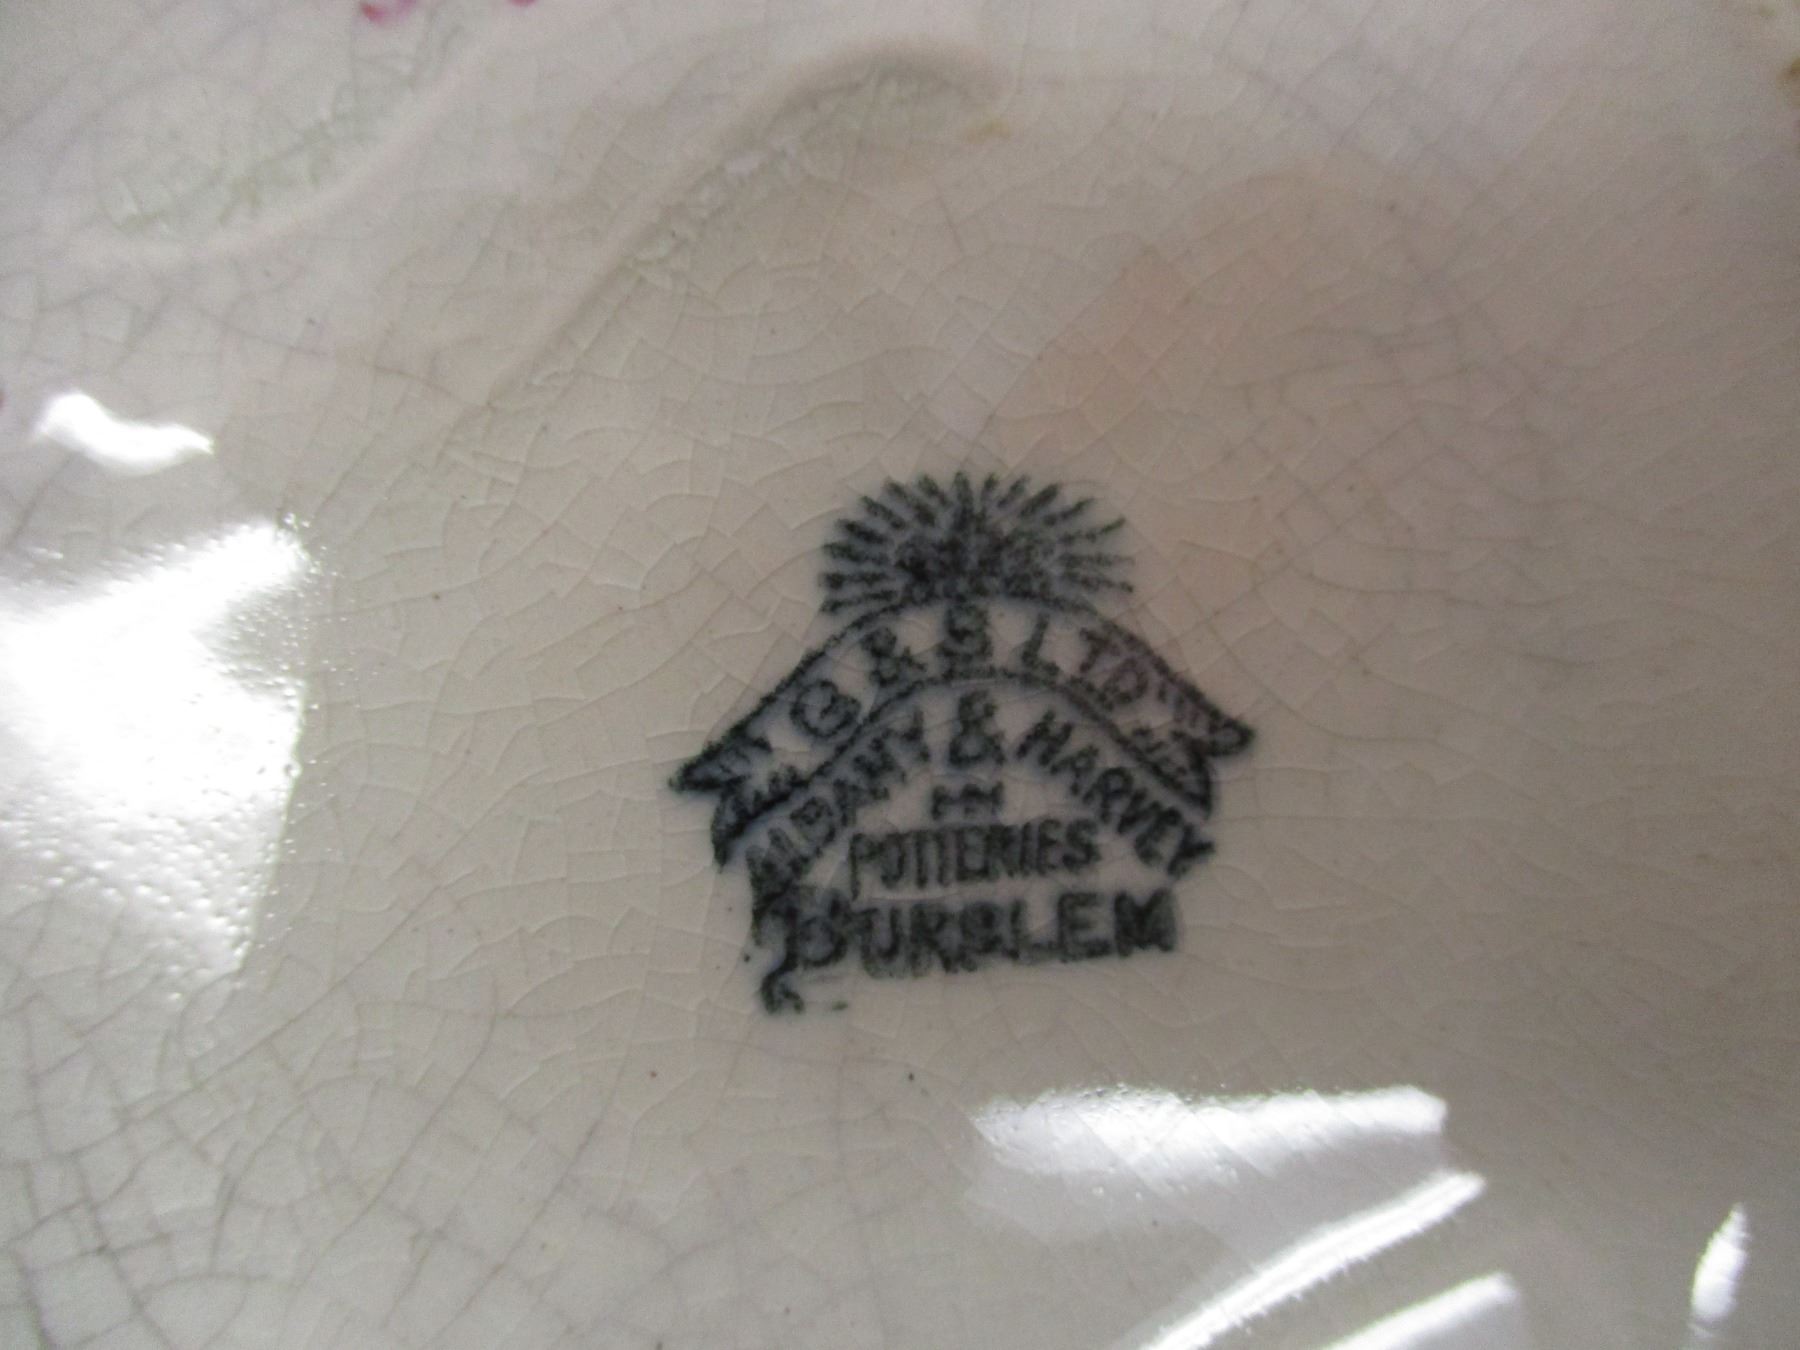 G & S LTD
ALBANY & HARVEY
POTTERIES
BURSLEM